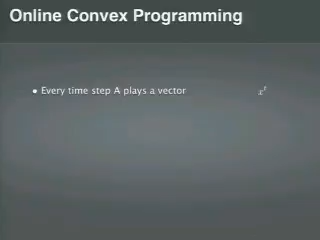 Online Convex Programming
• Every time step A plays a vector x^t